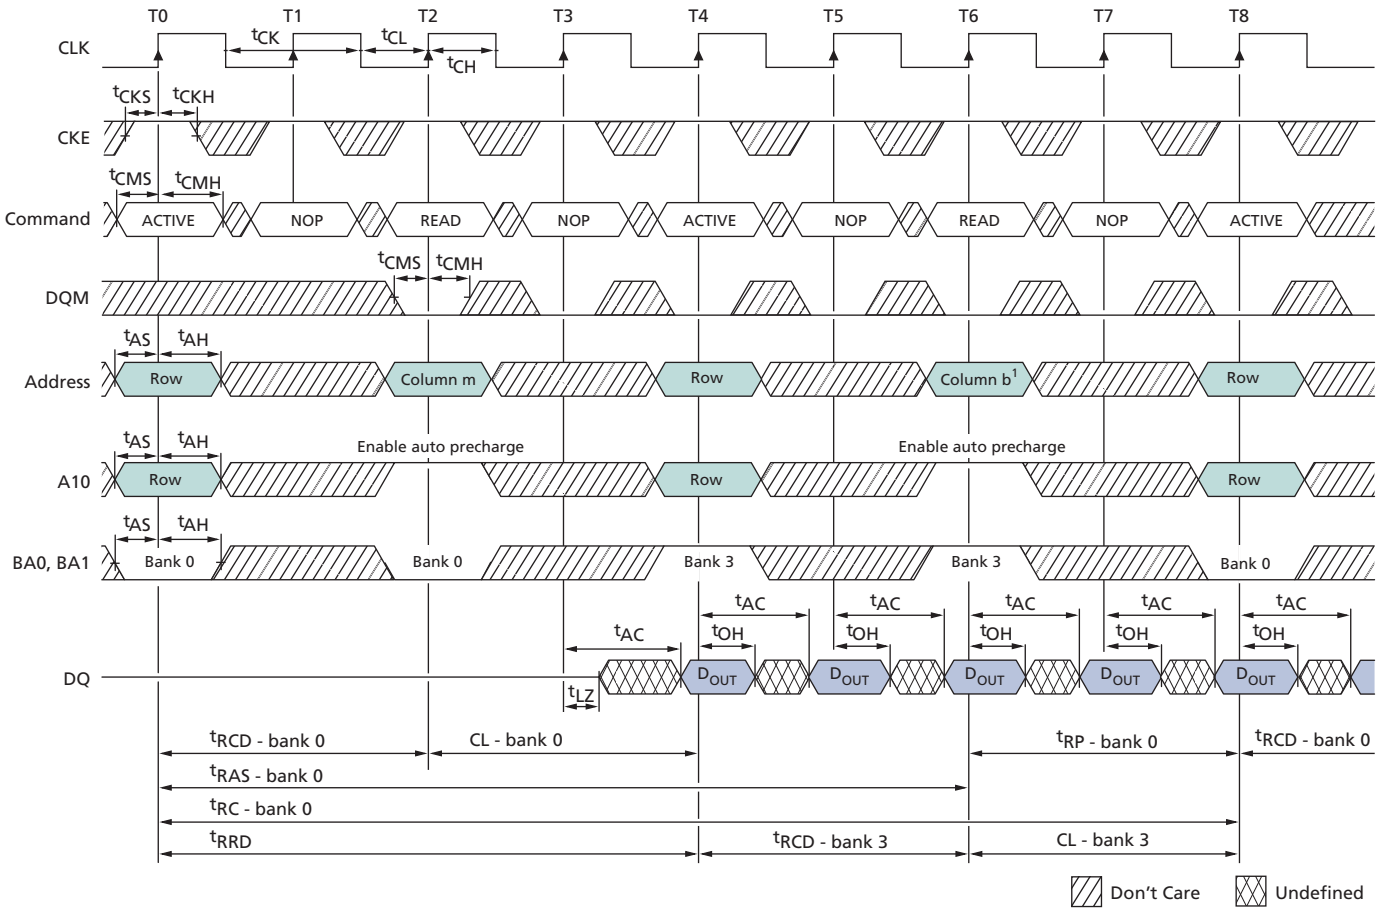 T0 T1 T2 T3 T4 T5 T6 T7 T8
CLK
tCK tCL
tCH
tCKS tCKH
CKE
tCMS tCMH
Command ACTIVE NOP READ NOP ACTIVE NOP READ NOP ACTIVE
tCMS tCMH
DQM
tAS tAH
Address Row Column m Row Column b1 Row
tAS tAH Enable auto precharge Enable auto precharge
A10 Row Row Row
tAS tAH
BA0, BA1 Bank 0 Bank 0 Bank 3 Bank 3 Bank 0
tAC tAC tAC tAC tAC
tAC tOH tOH tOH tOH tOH
DQ DOUT DOUT DOUT DOUT DOUT
tLZ
tRCD - bank 0 CL - bank 0 tRP - bank 0 tRCD - bank 0
tRAS - bank 0
tRC - bank 0
tRRD tRCD - bank 3 CL - bank 3
Don't Care Undefined